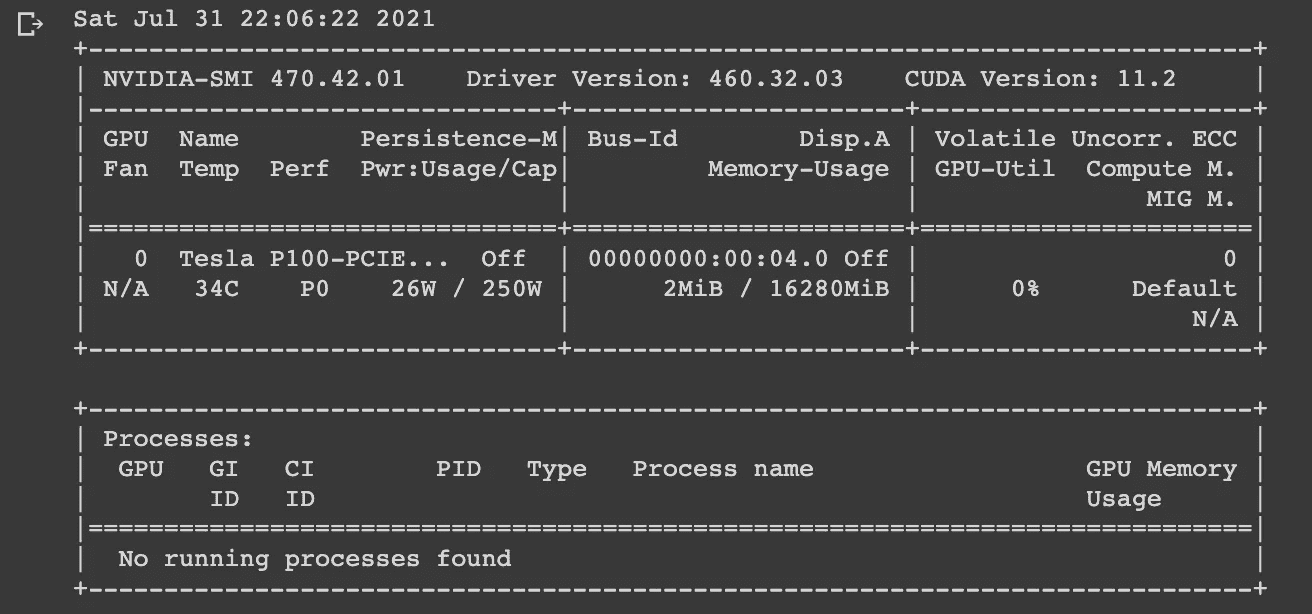 Sat Jul 31 22:06:22 2021
+-----------------------------------------------------------------------------+
| NVIDIA-SMI 470.42.01    Driver Version: 460.32.03    CUDA Version: 11.2     |
|-------------------------------+----------------------+----------------------+
| GPU  Name        Persistence-M| Bus-Id        Disp.A | Volatile Uncorr. ECC |
| Fan  Temp  Perf  Pwr:Usage/Cap|         Memory-Usage | GPU-Util  Compute M. |
|                               |                      |               MIG M. |
|===============================+======================+======================|
|   0  Tesla P100-PCIE...  Off  | 00000000:00:04.0 Off |                    0 |
| N/A   34C    P0    26W / 250W |      2MiB / 16280MiB |      0%      Default |
|                               |                      |                  N/A |
+-------------------------------+----------------------+----------------------+

+-----------------------------------------------------------------------------+
| Processes:                                                                  |
|  GPU   GI   CI        PID   Type   Process name                  GPU Memory |
|        ID   ID                                                   Usage      |
|=============================================================================|
|  No running processes found                                                 |
+-----------------------------------------------------------------------------+